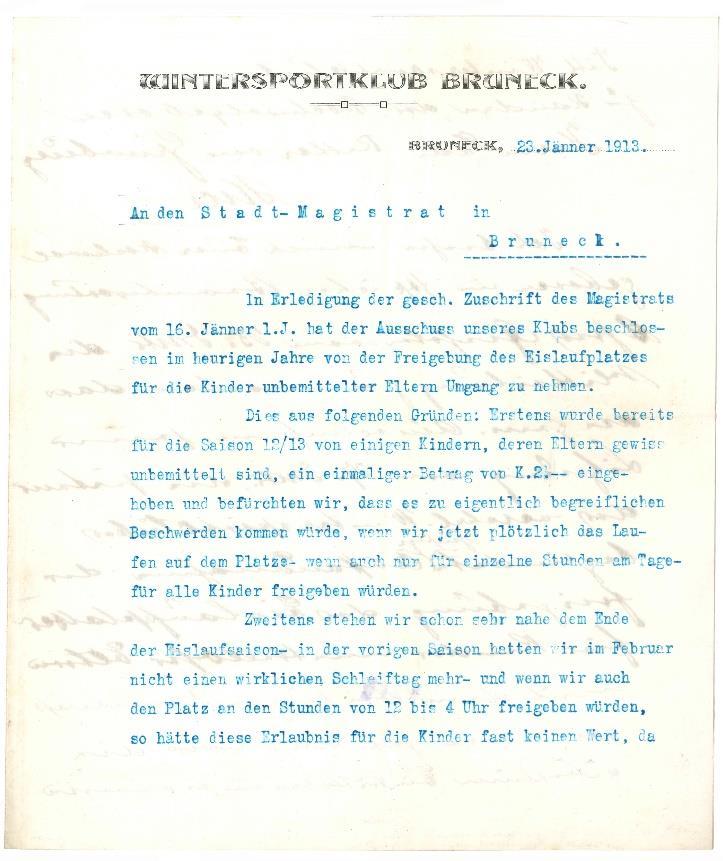 WINTERSPORTKLUB BRUNECK.
BRUNECK, 23.Jänner 1913.
An den Stadt-Magistrat in
Bruneck.
In Erledigung der gesch. Zuschrift des Magistrats
vom 16. Jänner l.J. hat der Ausschuss unseres Klubs beschlos-
sen im heurigen Jahre von der Freigebung des Eislaufplatzes
für die Kinder unbemittelter Eltern Umgang zu nehmen.
Dies aus folgenden Gründen: Erstens wurde bereits
für die Saison 12/13 von einigen Kindern, deren Eltern gewiss
unbemittelt sind, ein einmaliger Betrag von K.2.-- einge-
hoben und befürchten wir, dass es zu eigentlich begreiflichen
Beschwerden kommen würde, wenn wir jetzt plötzlich das Lau-
fen auf dem Platze- wenn auch nur für einzelne Stunden am Tage-
für alle Kinder freigeben würden.
Zweitens stehen wir schon sehr nahe dem Ende
der Eislaufsaison- in der vorigen Saison hatten wir im Februar
nicht einen wirklichen Schleiftag mehr- und wenn wir auch
den Platz an den Stunden von 12 bis 4 Uhr freigeben würden,
so hätte diese Erlaubnis für die Kinder fast keinen Wert, da